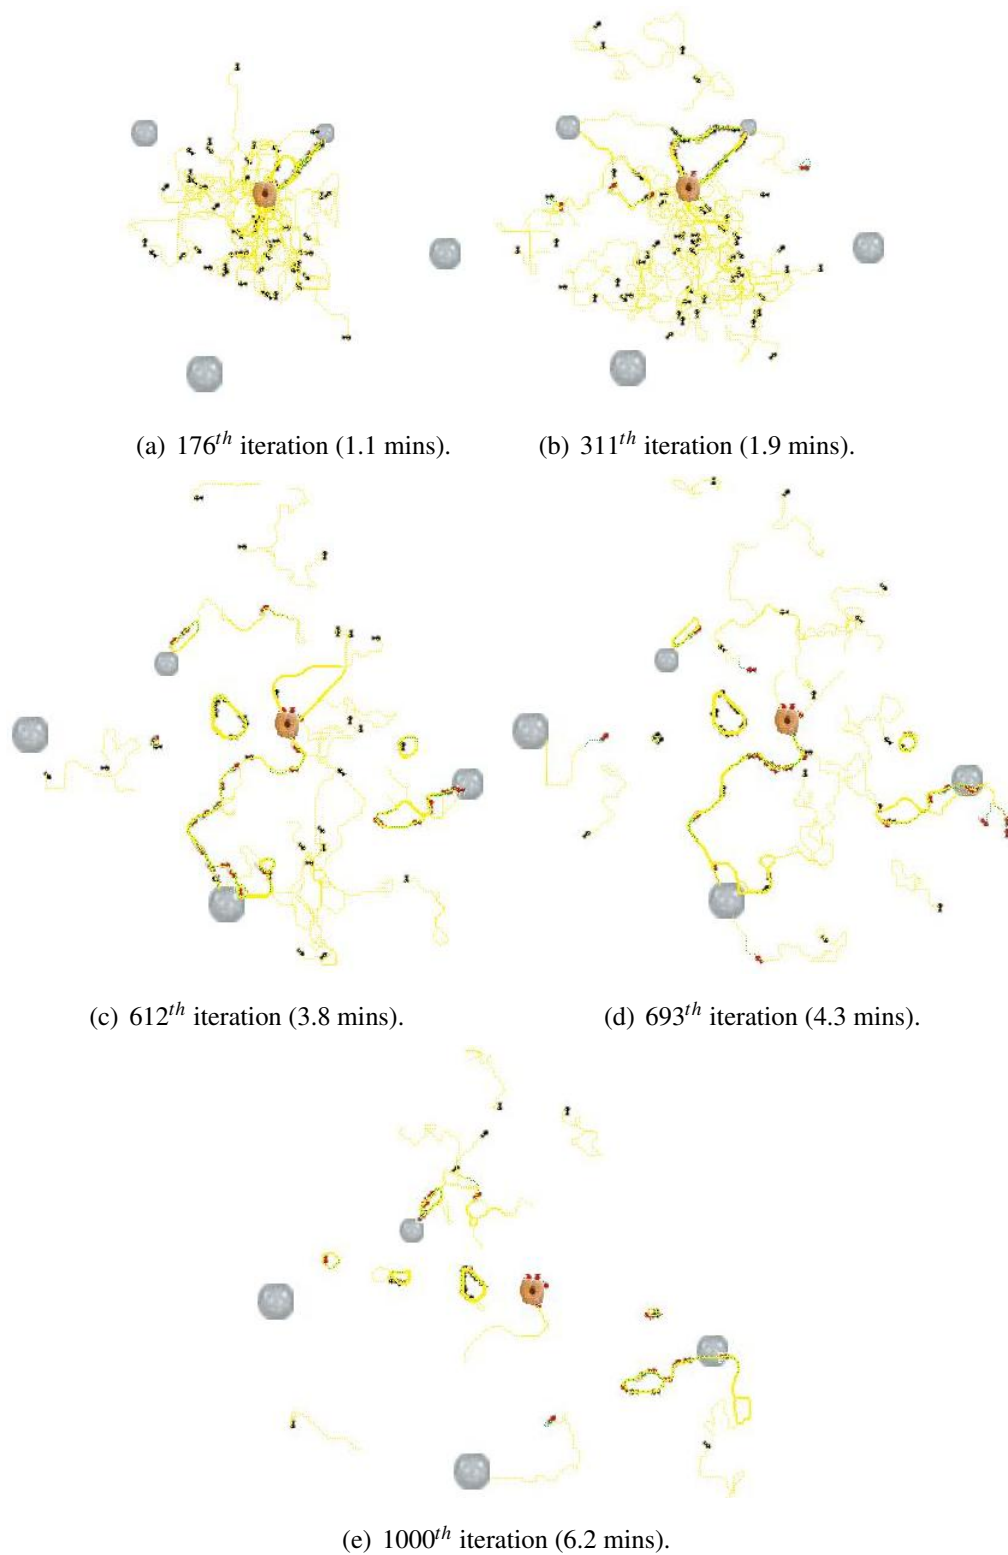 (a) 176th iteration (1.1 mins).
(b) 311th iteration (1.9 mins).
(c) 612th iteration (3.8 mins).
(d) 693th iteration (4.3 mins).
(e) 1000th iteration (6.2 mins).